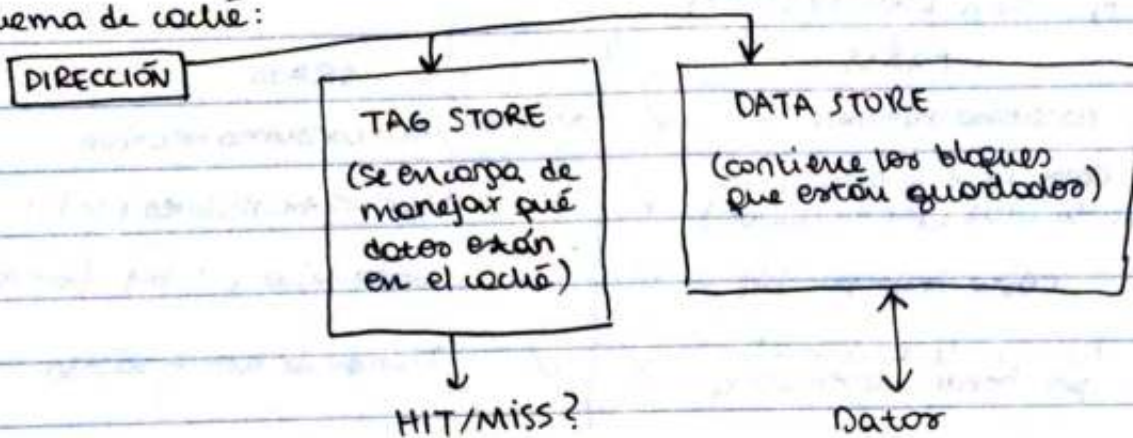 de caché:
DIRECCIÓN
TAG STORE
(se encarga de
manejar qué
datos están
en el caché)
HIT/MISS?
DATA STORE
(contiene los bloques
que están guardados)
Datos